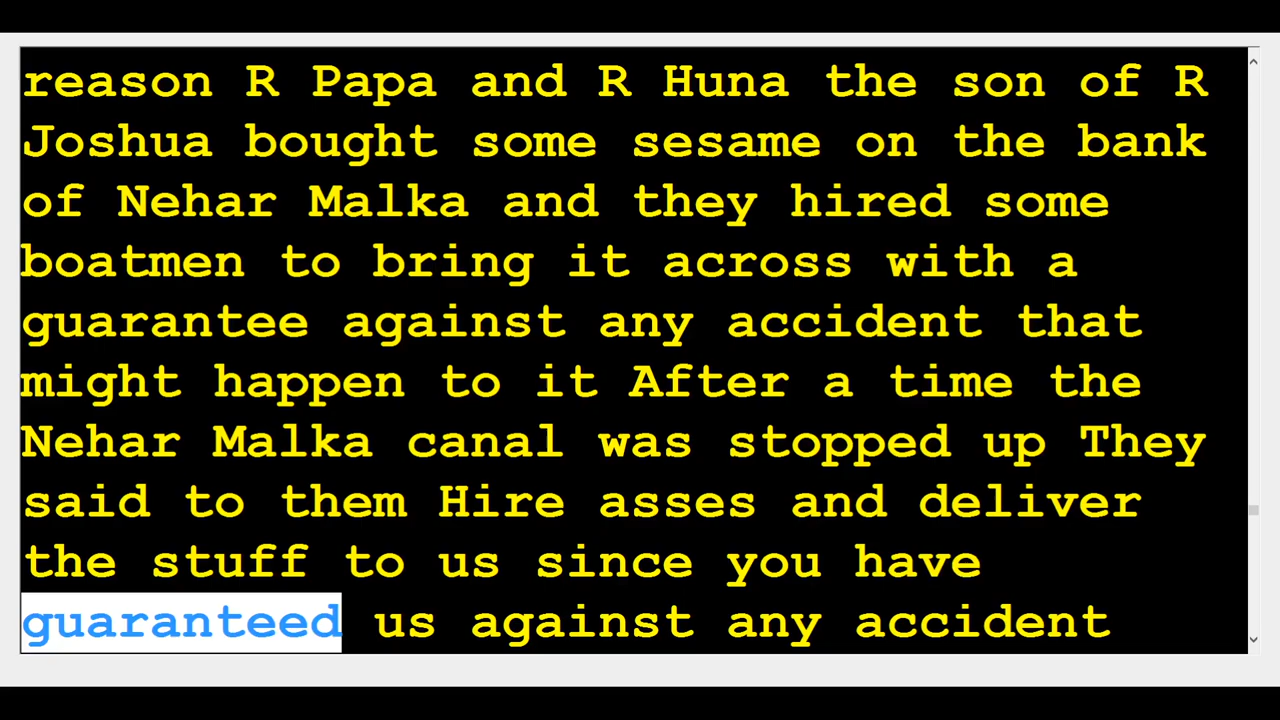 reason R Papa and R Huna the son of R
Joshua bought some sesame on the bank
of Nehar Malka and they hired some
boatmen to bring it across with a
guarantee against any accident that
might happen to it After a time the
Nehar Malka canal was stopped up They
said to them Hire asses and deliver
the stuff to us since you have
guaranteed us against any accident